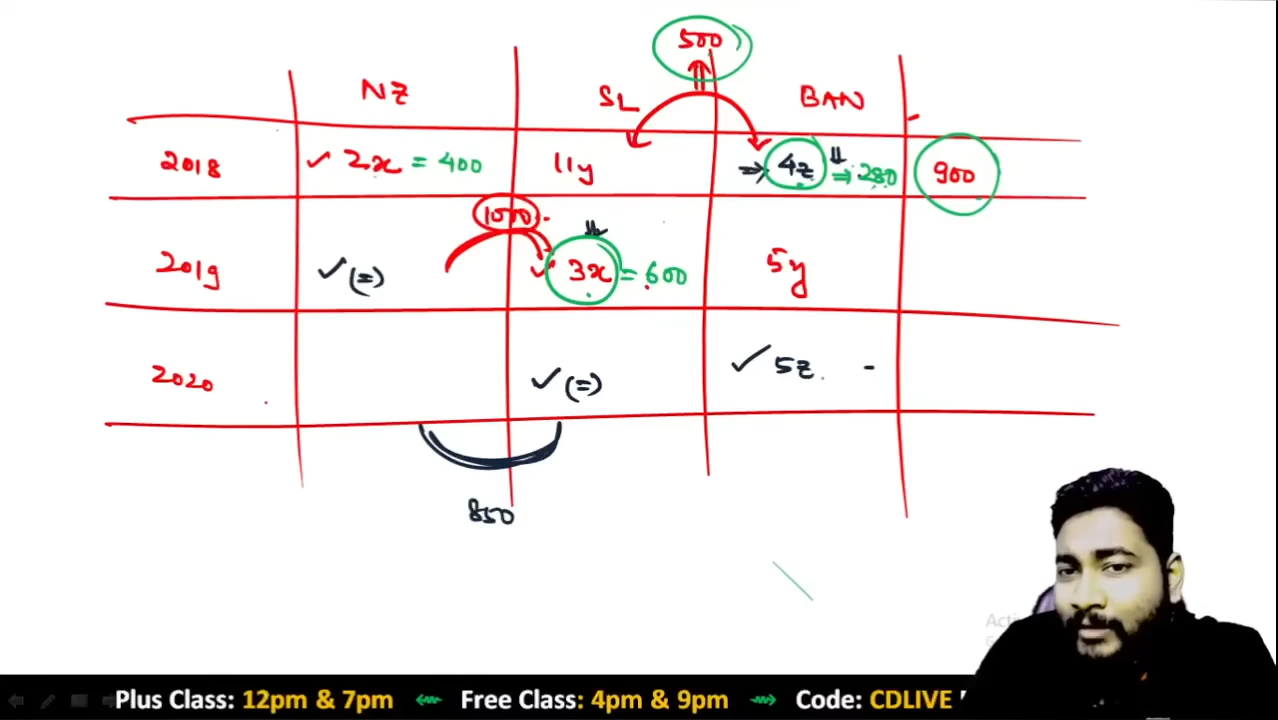 500
NZ SL BAN
2018 ✓ 2x = 400 11y ⇒ 4z ⇒ 280 900
1000
2019 ✓ (=) ✓ 3x = 600 5y
2020 ✓ (=) ✓ 5z
850
Plus Class: 12pm & 7pm Free Class: 4pm & 9pm Code: CDLIVE